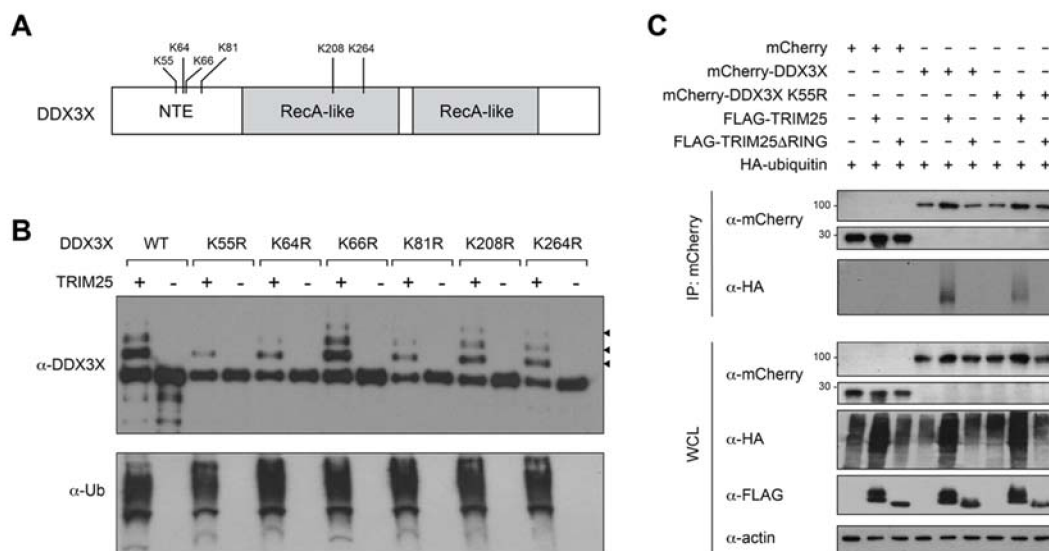 A
K64
K81
K208
K264
K55
K66
DDX3X
NTE
RecA-like
RecA-like
B
DDX3X
WT
K55R
K64R
K66R
K81R
K208R
K264R
TRIM25
+ - + - + - + - + - + - + -
α-DDX3X
α-Ub
C
mCherry + + + - - - - - -
mCherry-DDX3X - - - + + + - - -
mCherry-DDX3X K55R - - - - - - + + +
FLAG-TRIM25 - + - - + - - + -
FLAG-TRIM25ΔRING - - + - - + - - +
HA-ubiquitin + + + + + + + + +
IP: mCherry
α-mCherry
100
30
α-HA
WCL
α-mCherry
100
30
α-HA
α-FLAG
α-actin